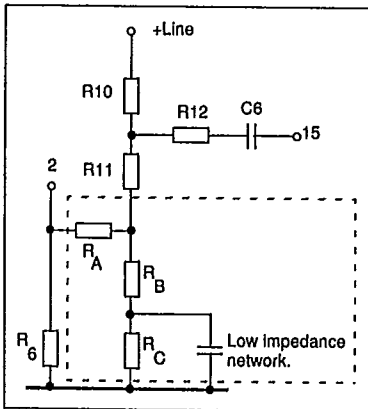 +Line
R10
R12
C6
15
2
R11
RA
RB
R6
RC
Low impedance
network.